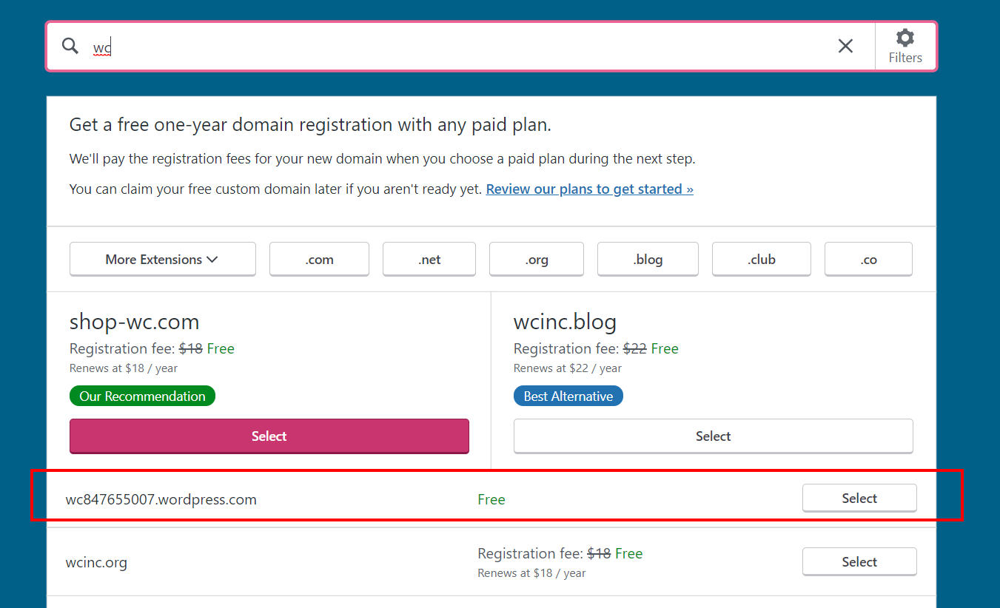 wc
Filters
Get a free one-year domain registration with any paid plan.
We'll pay the registration fees for your new domain when you choose a paid plan during the next step.
You can claim your free custom domain later if you aren't ready yet. Review our plans to get started »
More Extensions .com .net .org .blog .club .co
shop-wc.com
Registration fee: $18 Free
Renews at $18 / year
Our Recommendation
Select
wcinc.blog
Registration fee: $22 Free
Renews at $22 / year
Best Alternative
Select
wc847655007.wordpress.com Free Select
wcinc.org
Registration fee: $18 Free
Renews at $18 / year
Select